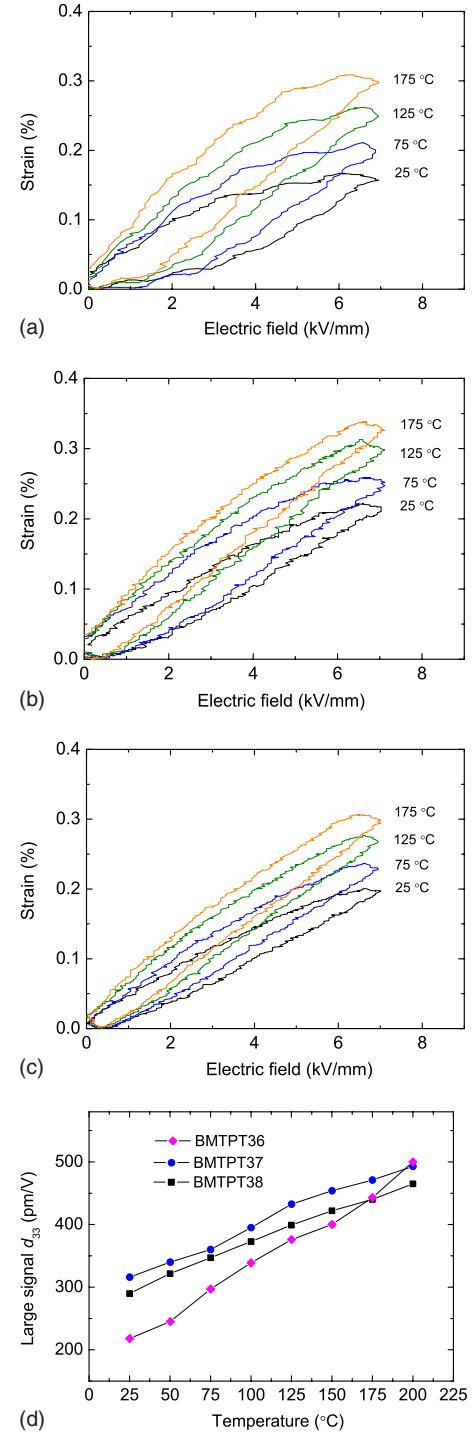 0.4
0.3
0.2
0.1
0.0
Strain (%)
175 °C
125 °C
75 °C
25 °C
0 2 4 6 8
Electric field (kV/mm)
(a)
0.4
0.3
0.2
0.1
0.0
Strain (%)
175 °C
125 °C
75 °C
25 °C
0 2 4 6 8
Electric field (kV/mm)
(b)
0.4
0.3
0.2
0.1
0.0
Strain (%)
175 °C
125 °C
75 °C
25 °C
0 2 4 6 8
Electric field (kV/mm)
(c)
500
400
300
200
Large signal d33 (pm/V)
BMTPT36
BMTPT37
BMTPT38
0 25 50 75 100 125 150 175 200 225
Temperature (°C)
(d)